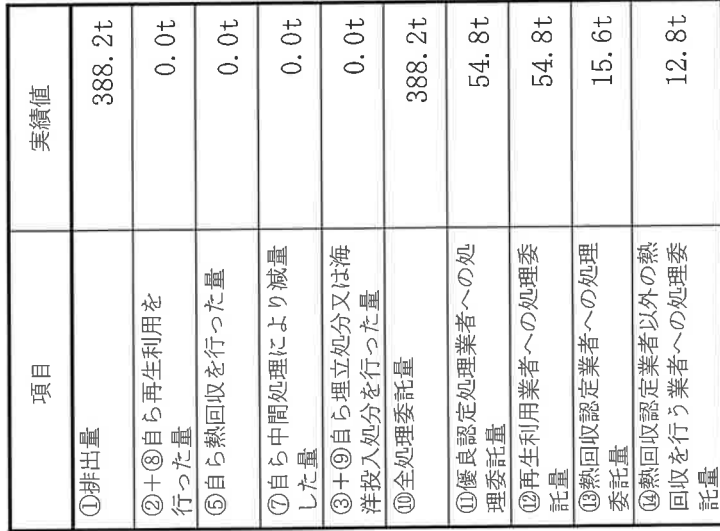 項目
実績値
①排出量
388.2t
②+⑧自ら再生利用を
行った量
0.0t
⑤自ら熱回収を行った量
0.0t
⑦自ら中間処理により減量
した量
0.0t
③+⑨自ら埋立処分又は海
洋投入処分を行った量
0.0t
⑩全処理委託量
388.2t
⑪優良認定処理業者への処
理委託量
54.8t
⑫再生利用業者への処理委
託量
54.8t
⑬熱回収認定業者への処理
委託量
15.6t
⑭熱回収認定業者以外の熱
回収を行う業者への処理委
託量
12.8t